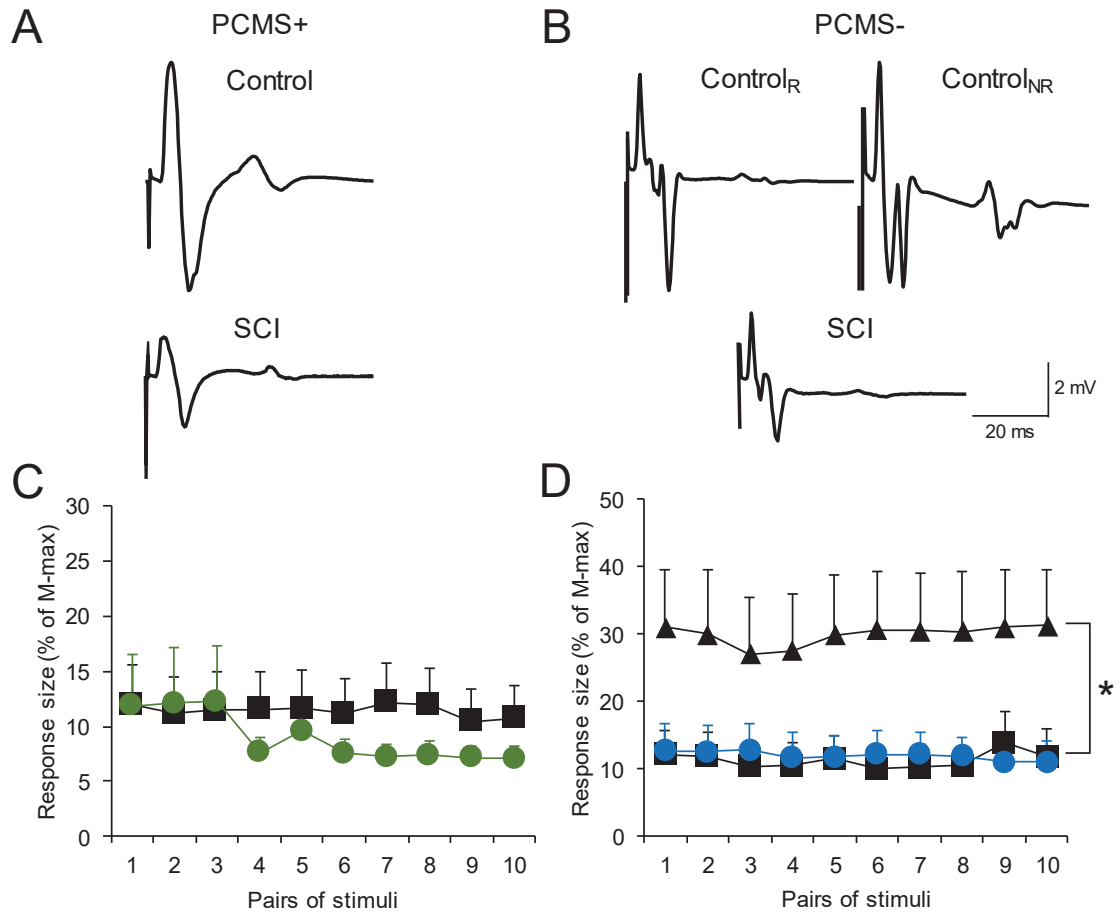 A
PCMS+
Control
SCI
B
PCMS-
Control_R
Control_NR
SCI
2 mV
20 ms
C
Response size (% of M-max)
30
25
20
15
10
5
0
1 2 3 4 5 6 7 8 9 10
Pairs of stimuli
D
Response size (% of M-max)
50
40
30
20
10
0
1 2 3 4 5 6 7 8 9 10
Pairs of stimuli
*